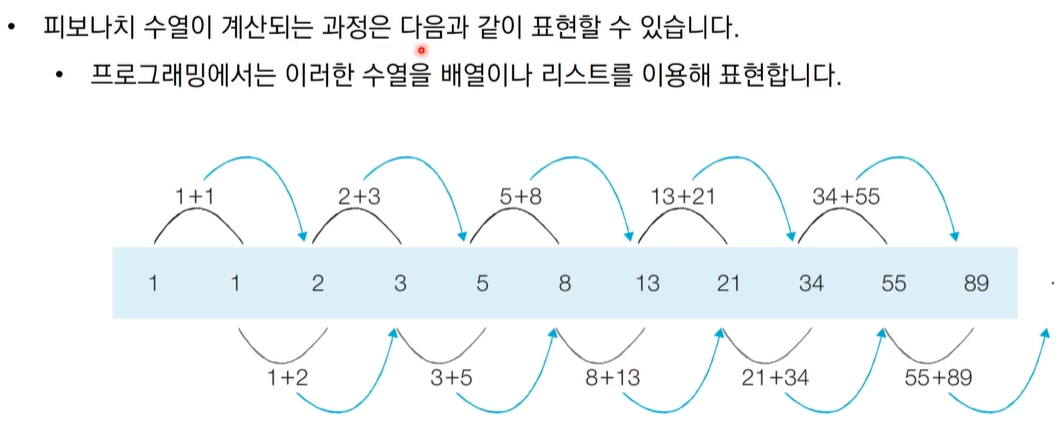 • 피보나치 수열이 계산되는 과정은 다음과 같이 표현할 수 있습니다.
• 프로그래밍에서는 이러한 수열을 배열이나 리스트를 이용해 표현합니다.
1+1 2+3 5+8 13+21 34+55
1 1 2 3 5 8 13 21 34 55 89 .
1+2 3+5 8+13 21+34 55+89